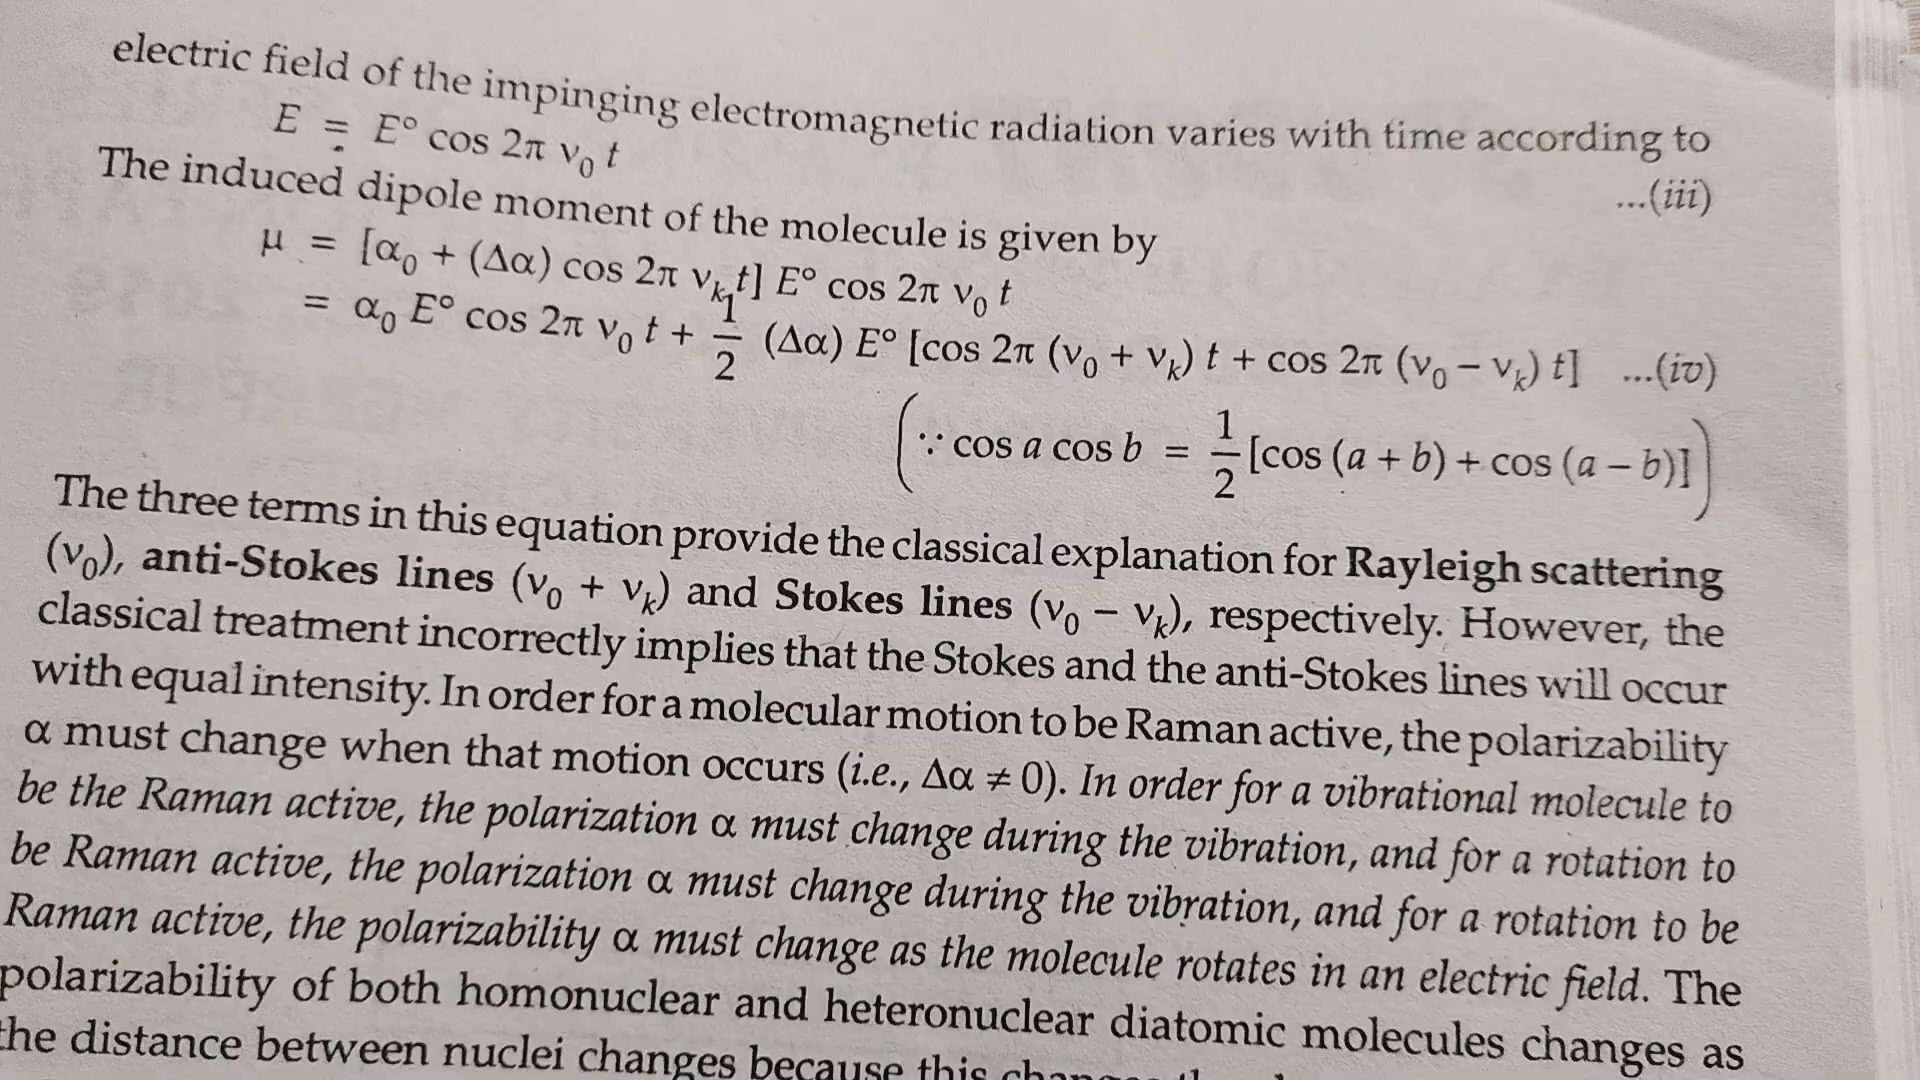 electric field of the impinging electromagnetic radiation varies with time according to
E = E° cos 2π ν₀ t ...(iii)
The induced dipole moment of the molecule is given by
μ = [α₀ + (Δα) cos 2π νₖ t] E° cos 2π ν₀ t
= α₀ E° cos 2π ν₀ t + 1/2 (Δα) E° [cos 2π (ν₀ + νₖ) t + cos 2π (ν₀ − νₖ) t] ...(iv)
(∵ cos a cos b = 1/2 [cos (a + b) + cos (a − b)])
The three terms in this equation provide the classical explanation for Rayleigh scattering
(ν₀), anti-Stokes lines (ν₀ + νₖ) and Stokes lines (ν₀ − νₖ), respectively. However, the
classical treatment incorrectly implies that the Stokes and the anti-Stokes lines will occur
with equal intensity. In order for a molecular motion to be Raman active, the polarizability
α must change when that motion occurs (i.e., Δα ≠ 0). In order for a vibrational molecule to
be the Raman active, the polarization α must change during the vibration, and for a rotation to
be Raman active, the polarization α must change during the vibration, and for a rotation to be
Raman active, the polarizability α must change as the molecule rotates in an electric field. The
polarizability of both homonuclear and heteronuclear diatomic molecules changes as
the distance between nuclei changes because this